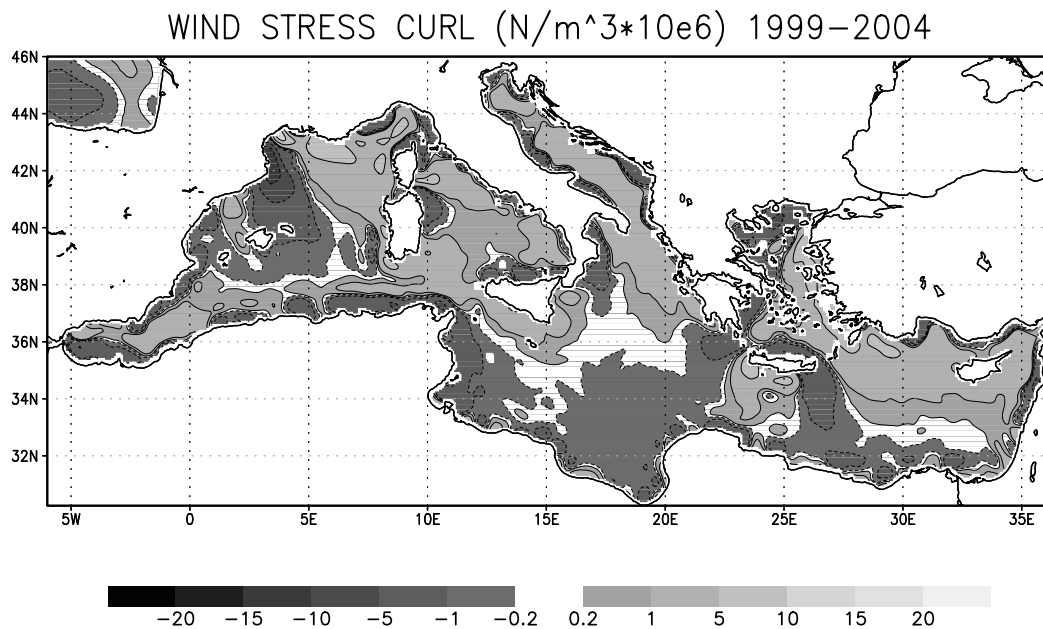 WIND STRESS CURL (N/m^3*10e6) 1999-2004
46N
44N
42N
40N
38N
36N
34N
32N
5W 0 5E 10E 15E 20E 25E 30E 35E
-20 -15 -10 -5 -1 -0.2 0.2 1 5 10 15 20